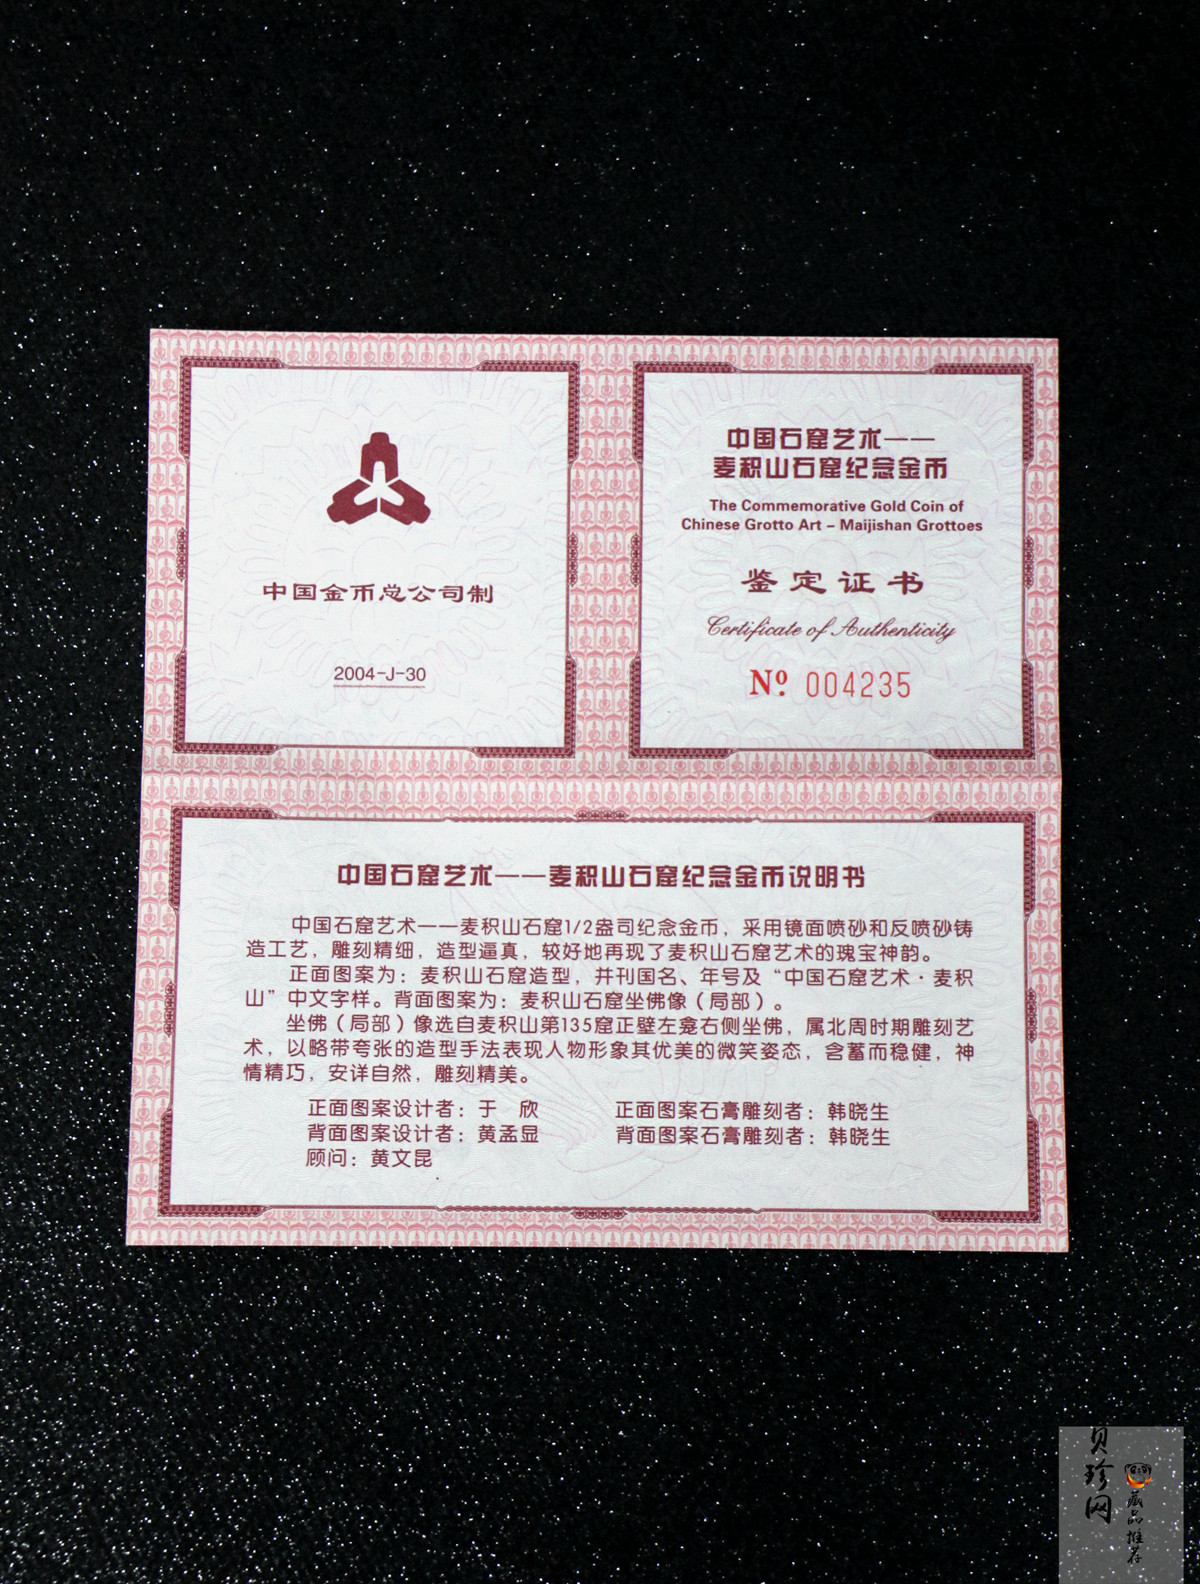 中国金币总公司制
2004-J-30
中国石窟艺术——
麦积山石窟纪念金币
The Commemorative Gold Coin of
Chinese Grotto Art - Maijishan Grottoes
鉴定证书
Certificate of Authenticity
Nº 004235
中国石窟艺术——麦积山石窟纪念金币说明书
中国石窟艺术——麦积山石窟1/2盎司纪念金币，采用镜面喷砂和反喷砂铸
造工艺，雕刻精细，造型逼真，较好地再现了麦积山石窟艺术的瑰宝神韵。
正面图案为：麦积山石窟造型，并刊国名、年号及“中国石窟艺术·麦积
山”中文字样。背面图案为：麦积山石窟坐佛像（局部）。
坐佛（局部）像选自麦积山第135窟正壁左龛右侧坐佛，属北周时期雕刻艺
术，以略带夸张的造型手法表现人物形象其优美的微笑姿态，含蓄而稳健，神
情精巧，安详自然，雕刻精美。
正面图案设计者：于　欣　　正面图案石膏雕刻者：韩晓生
背面图案设计者：黄孟显　　背面图案石膏雕刻者：韩晓生
顾问：黄文昆
贝珍网
藏品推荐